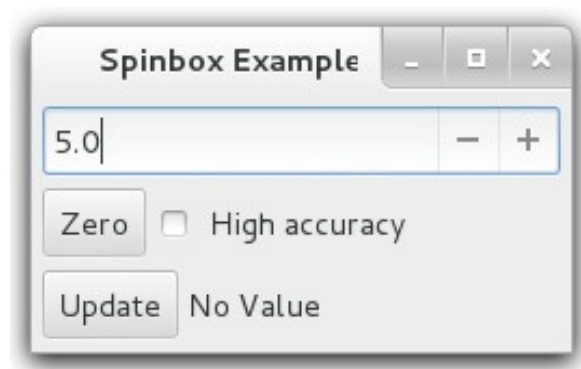 Spinbox Example
5.0
Zero High accuracy
Update No Value